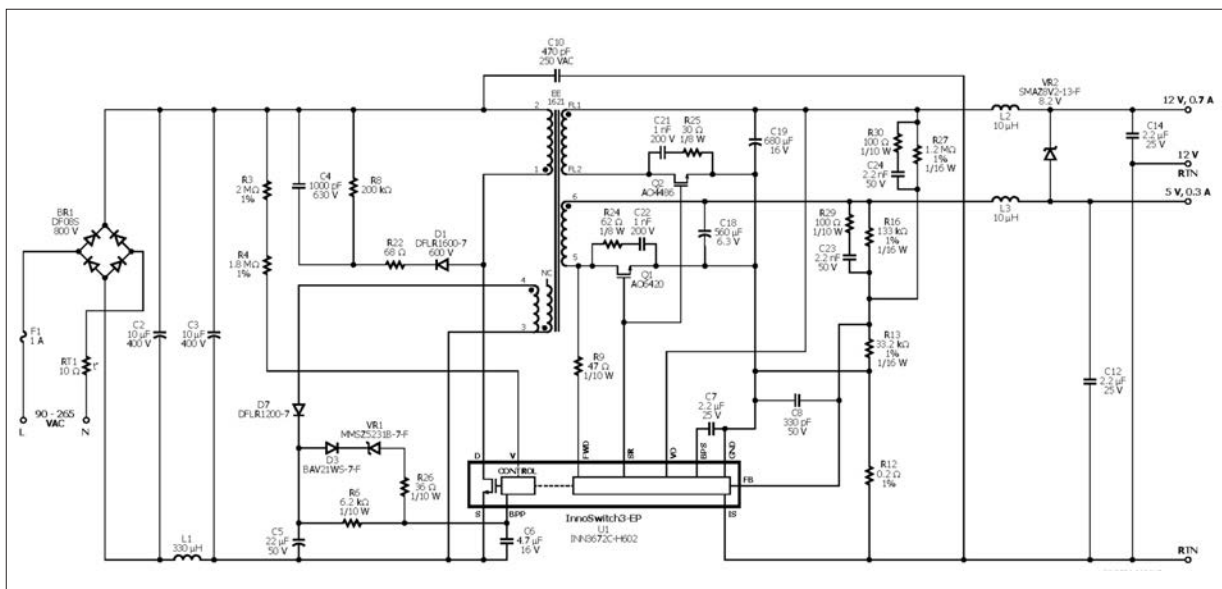 C10
470 pF
250 VAC
VR2
SMAZ8V2-13-F
8.2 V
12 V, 0.7 A
EE
1621
2
FL1
C21
1 nF
200 V
R25
30 Ω
1/8 W
C19
680 µF
16 V
R30
100 Ω
1/10 W
R27
1.2 MΩ
1%
1/16 W
L2
10 µH
C14
2.2 µF
25 V
C24
2.2 nF
50 V
12 V
RTN
R3
2 MΩ
1%
C4
1000 pF
630 V
R8
200 kΩ
1
FL2
Q2
AO4486
6
5 V, 0.3 A
BR1
DF08S
800 V
R24
62 Ω
1/8 W
C22
1 nF
200 V
C18
560 µF
6.3 V
R29
100 Ω
1/10 W
R16
133 kΩ
1%
1/16 W
L3
10 µH
D1
DFLR1600-7
600 V
R22
68 Ω
R4
1.8 MΩ
1%
C23
2.2 nF
50 V
NC
5
Q1
AO6420
4
3
F1
1 A
C2
10 µF
400 V
C3
10 µF
400 V
R13
33.2 kΩ
1%
1/16 W
RT1
10 Ω
t°
R9
47 Ω
1/10 W
C12
2.2 µF
25 V
D7
DFLR1200-7
C7
2.2 µF
25 V
C8
330 pF
50 V
90 - 265
VAC
L
N
VR1
MMSZ5231B-7-F
D3
BAV21WS-7-F
R26
36 Ω
1/10 W
D
V
FWD
SR
VO
BPS
GND
R12
0.2 Ω
1%
CONTROL
FB
R6
6.2 kΩ
1/10 W
S
BPP
IS
InnoSwitch3-EP
U1
INN3672C-H602
C5
22 µF
50 V
C6
4.7 µF
16 V
L1
330 µH
RTN